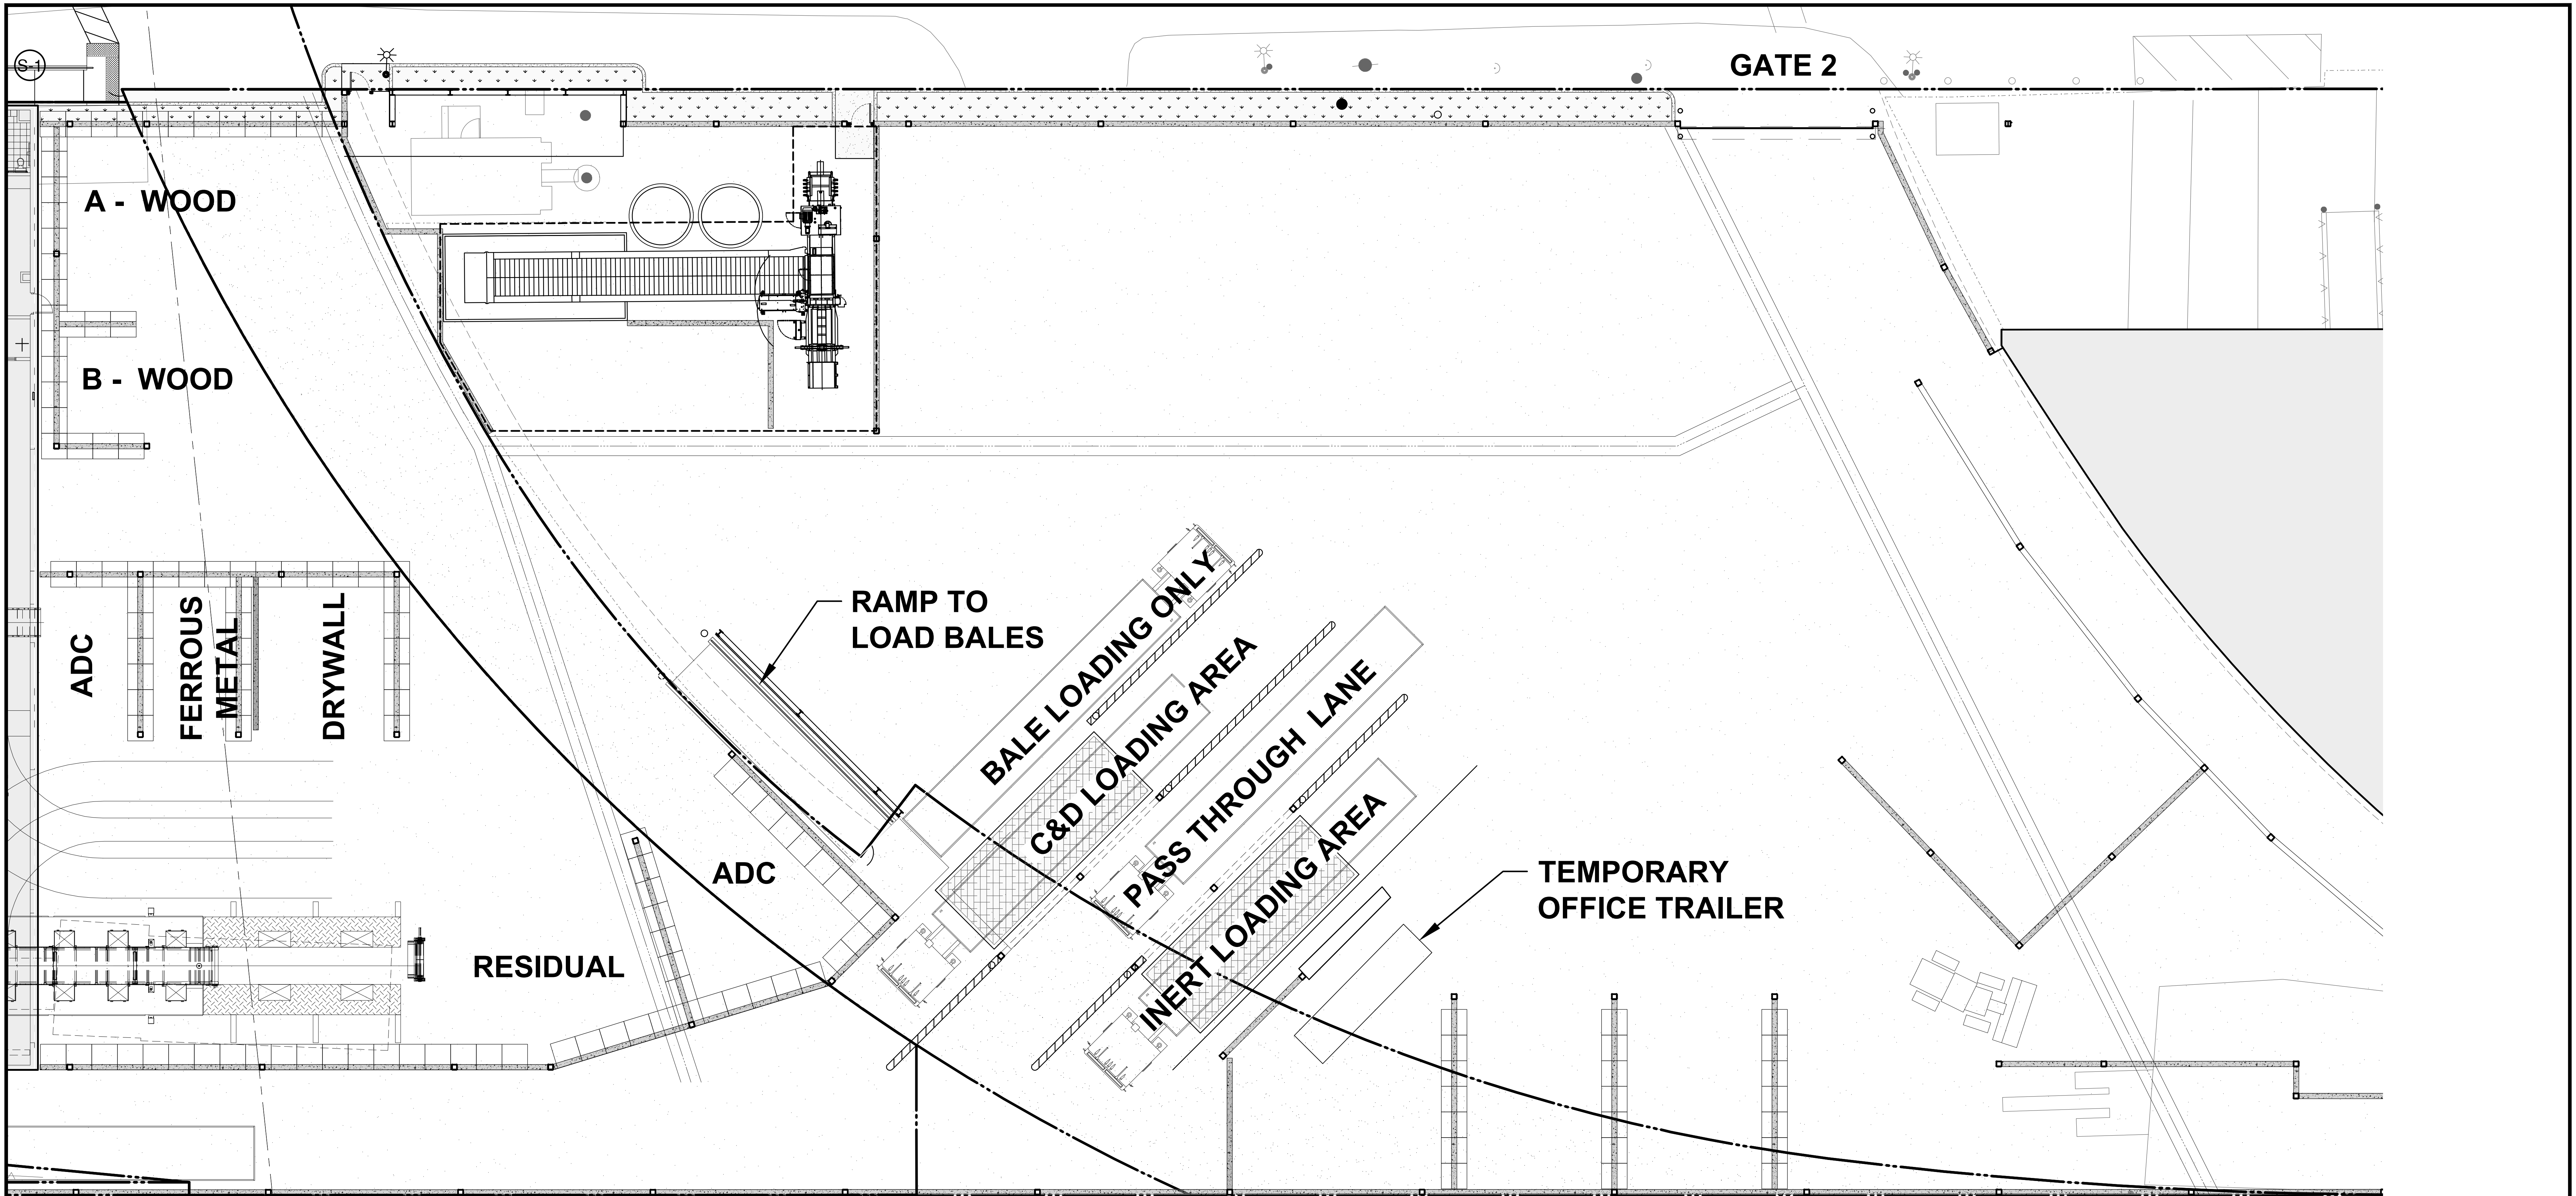 S-1
GATE 2
A - WOOD
B - WOOD
RAMP TO
LOAD BALES
BALE LOADING ONLY
C&D LOADING AREA
PASS THROUGH LANE
INERT LOADING AREA
ADC
FERROUS
METAL
DRYWALL
ADC
TEMPORARY
OFFICE TRAILER
RESIDUAL